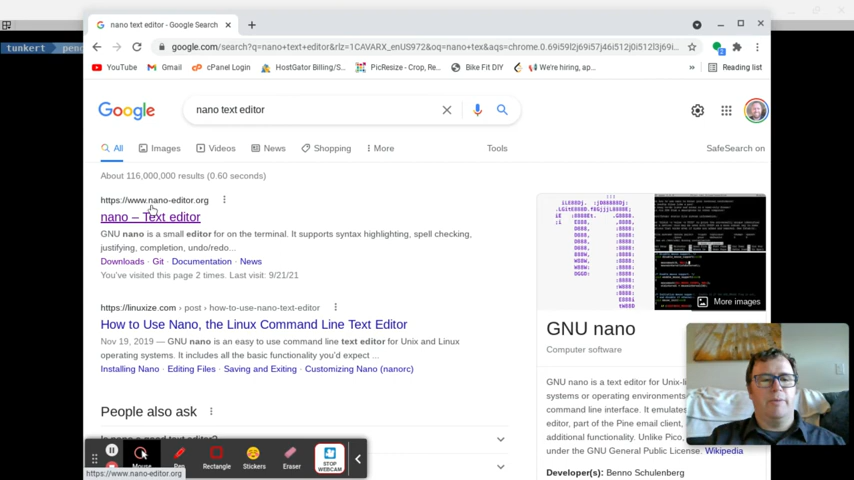 tunkert
nano text editor - Google Search
google.com/search?q=nano+text+editor&rlz=1CAVARX_enUS972&oq=nano+tex&aqs=chrome.0.69i59l2j69i57j46i512j0i512l3j69i...
YouTube Gmail cPanel Login HostGator Billing/S... PicResize - Crop, Re... Bike Fit DIY We're hiring, ap... » Reading list
Google
nano text editor
All Images Videos News Shopping More Tools SafeSearch on
About 116,000,000 results (0.60 seconds)
https://www.nano-editor.org
nano – Text editor
GNU nano is a small editor for on the terminal. It supports syntax highlighting, spell checking,
justifying, completion, undo/redo...
Downloads · Git · Documentation · News
You've visited this page 2 times. Last visit: 9/21/21
https://linuxize.com › post › how-to-use-nano-text-editor
How to Use Nano, the Linux Command Line Text Editor
Nov 19, 2019 — GNU nano is an easy to use command line text editor for Unix and Linux
operating systems. It includes all the basic functionality you'd expect ...
Installing Nano · Editing Files · Saving and Exiting · Customizing Nano (nanorc)
People also ask
More images
GNU nano
Computer software
GNU nano is a text editor for Unix-li
systems or operating environments
command line interface. It emulates
editor, part of the Pine email client,
additional functionality. Unlike Pico,
under the GNU General Public License. Wikipedia
Developer(s): Benno Schulenberg
Mouse Pen Rectangle Stickers Eraser STOP WEBCAM
https://www.nano-editor.org